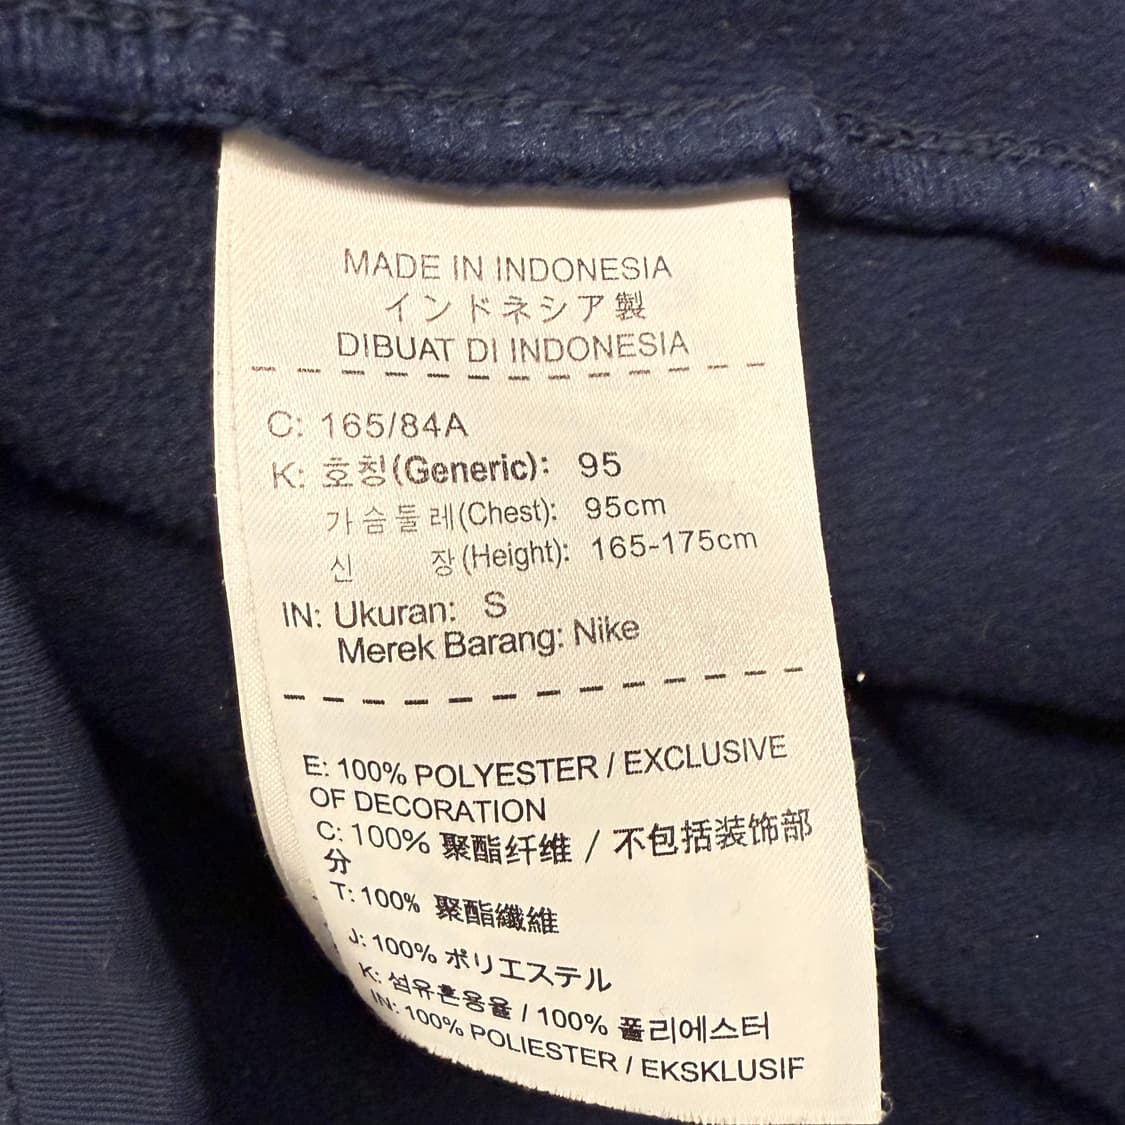 MADE IN INDONESIA
インドネシア製
DIBUAT DI INDONESIA
C: 165/84A
K: 호칭(Generic): 95
가슴둘레(Chest): 95cm
신 장(Height): 165-175cm
IN: Ukuran: S
Merek Barang: Nike
E: 100% POLYESTER / EXCLUSIVE
OF DECORATION
C: 100% 聚酯纤维 / 不包括装饰部
分
T: 100% 聚酯纖維
J: 100% ポリエステル
K: 섬유혼용율 / 100% 폴리에스터
IN: 100% POLIESTER / EKSKLUSIF